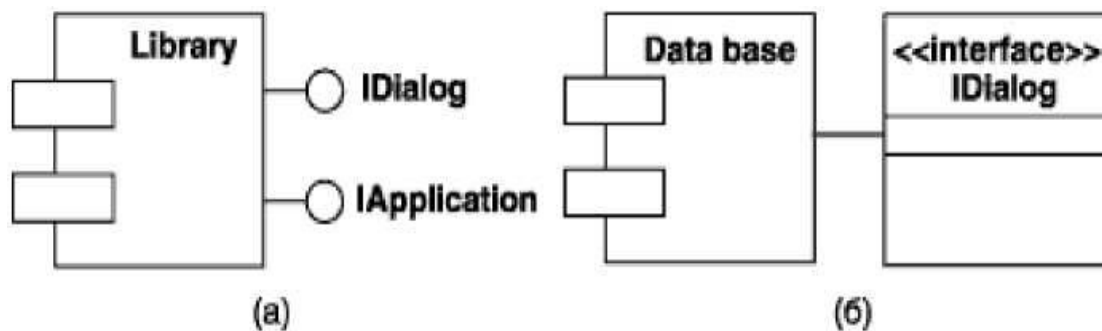 Library
IDialog
IApplication
(а)
Data base
<<interface>>
IDialog
(б)